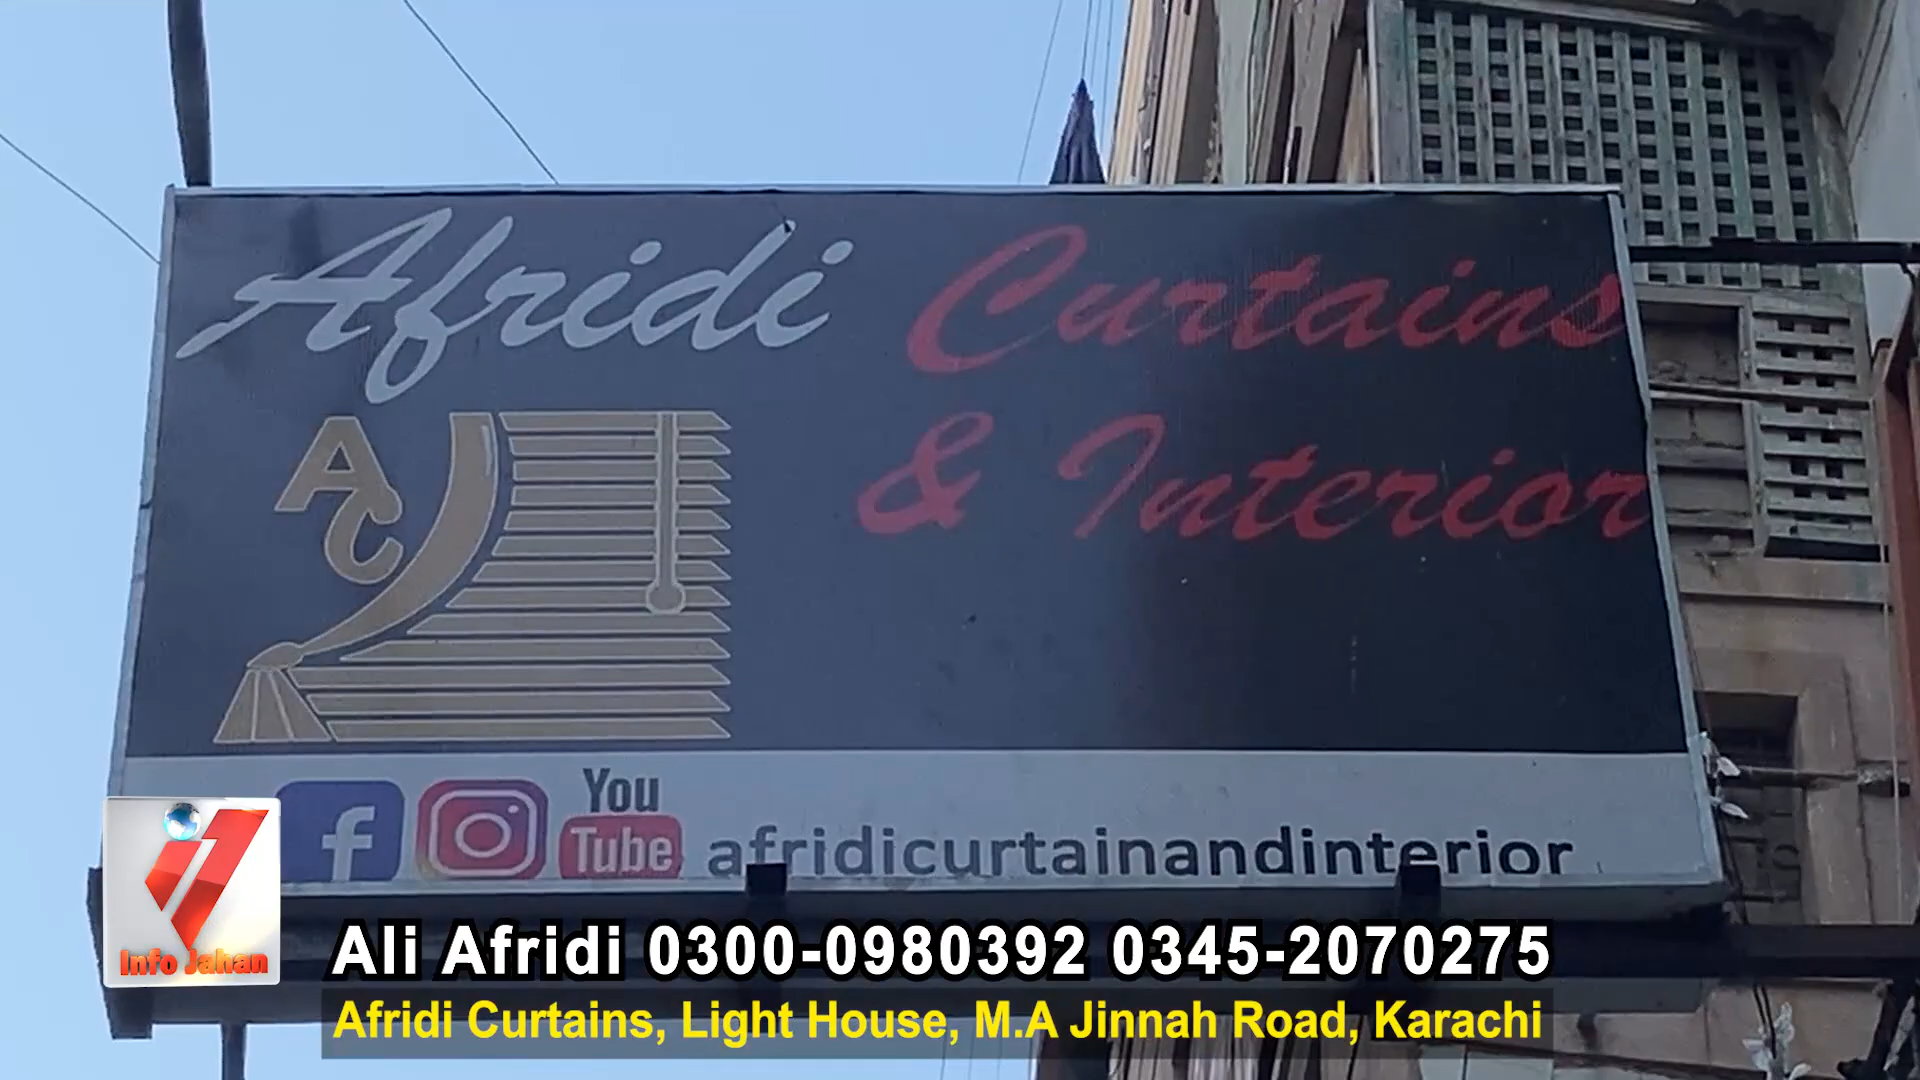 Afridi Curtains
& Interior
AC
f You Tube afridicurtainandinterior
Info Jahan
Ali Afridi 0300-0980392 0345-2070275
Afridi Curtains, Light House, M.A Jinnah Road, Karachi